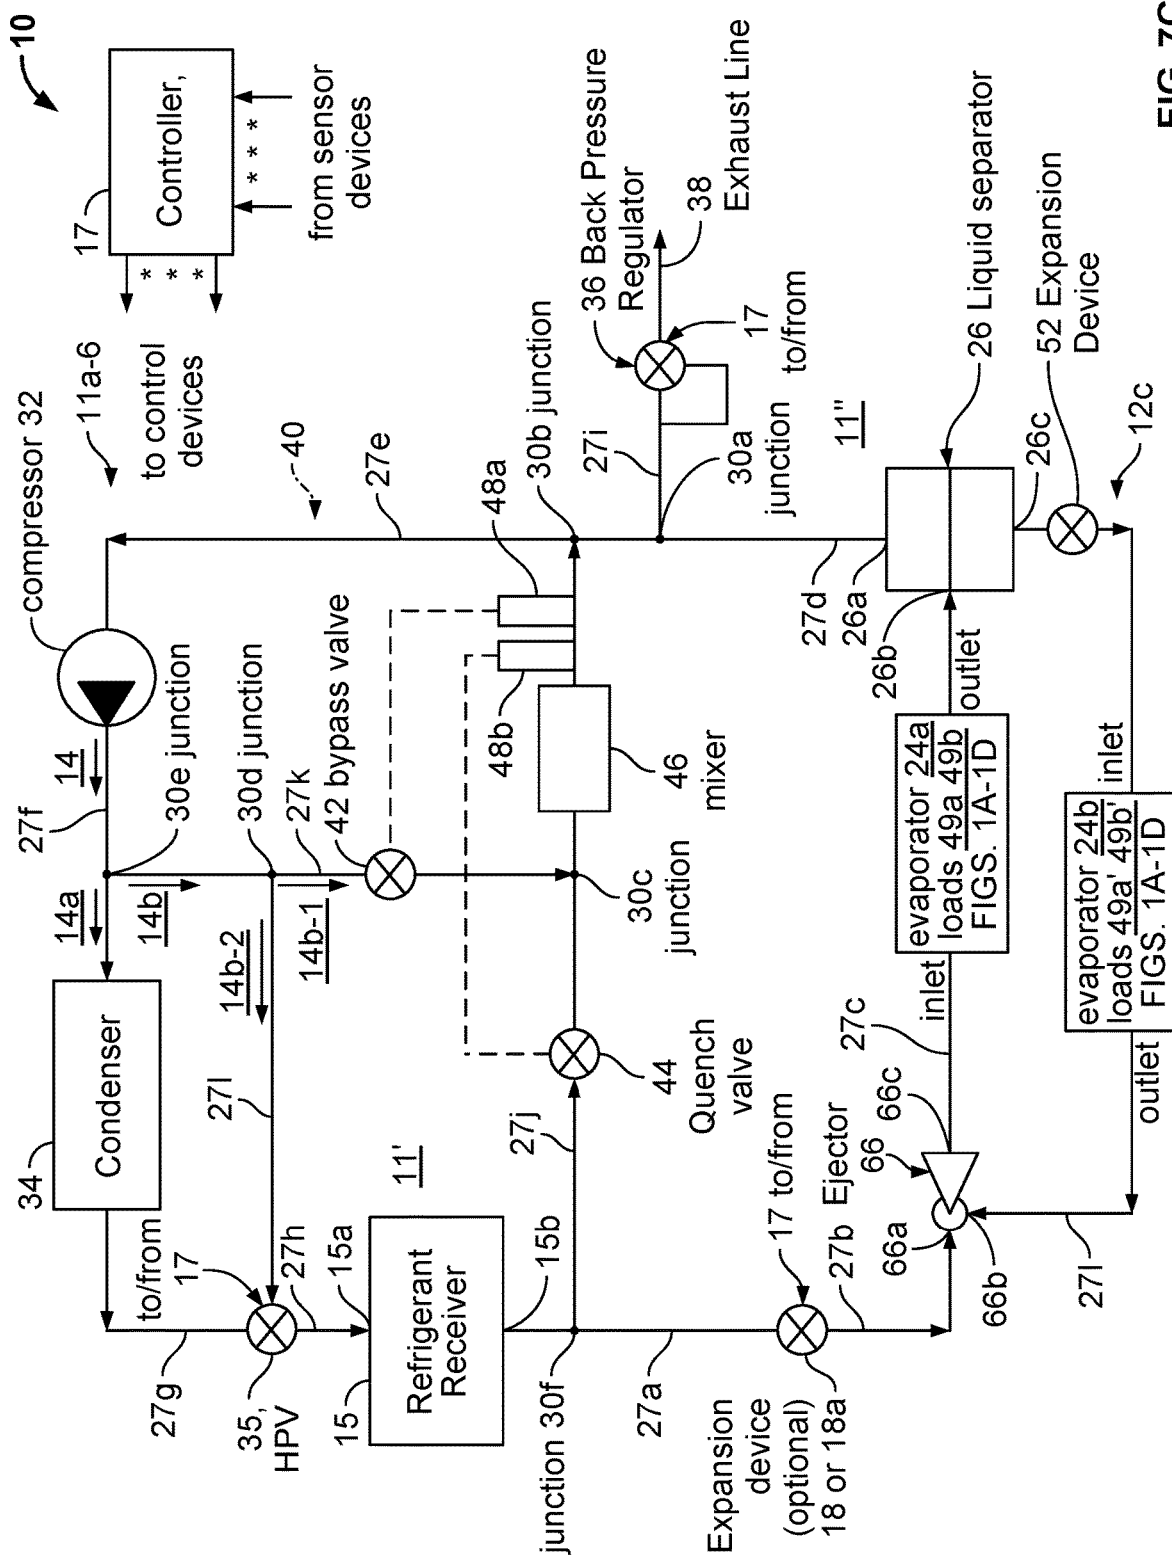 10
17
Controller,
* * *
* * *
from sensor
devices
11a-6
to control
devices
compressor 32
40
27e
14
27f
30e junction
30d junction
27k
42 bypass valve
48a
48b
30b junction
36 Back Pressure
Regulator
38
Exhaust Line
27i
17
to/from
30a
junction
11"
14a
14b
14b-2
14b-1
46
mixer
30c
junction
34
Condenser
27l
11'
27j
44
Quench
valve
27d
26a
26b
outlet
26 Liquid separator
26c
52 Expansion
Device
12c
inlet
evaporator 24a
loads 49a 49b
FIGS. 1A-1D
inlet
27c
66c
evaporator 24b
loads 49a' 49b'
FIGS. 1A-1D
outlet
to/from
17
27g
35,
HPV
27h
15a
15
Refrigerant
Receiver
15b
junction 30f
27a
17 to/from
27b
Ejector
66
66a
66b
27l
Expansion
device
(optional)
18 or 18a
FIG. 7C